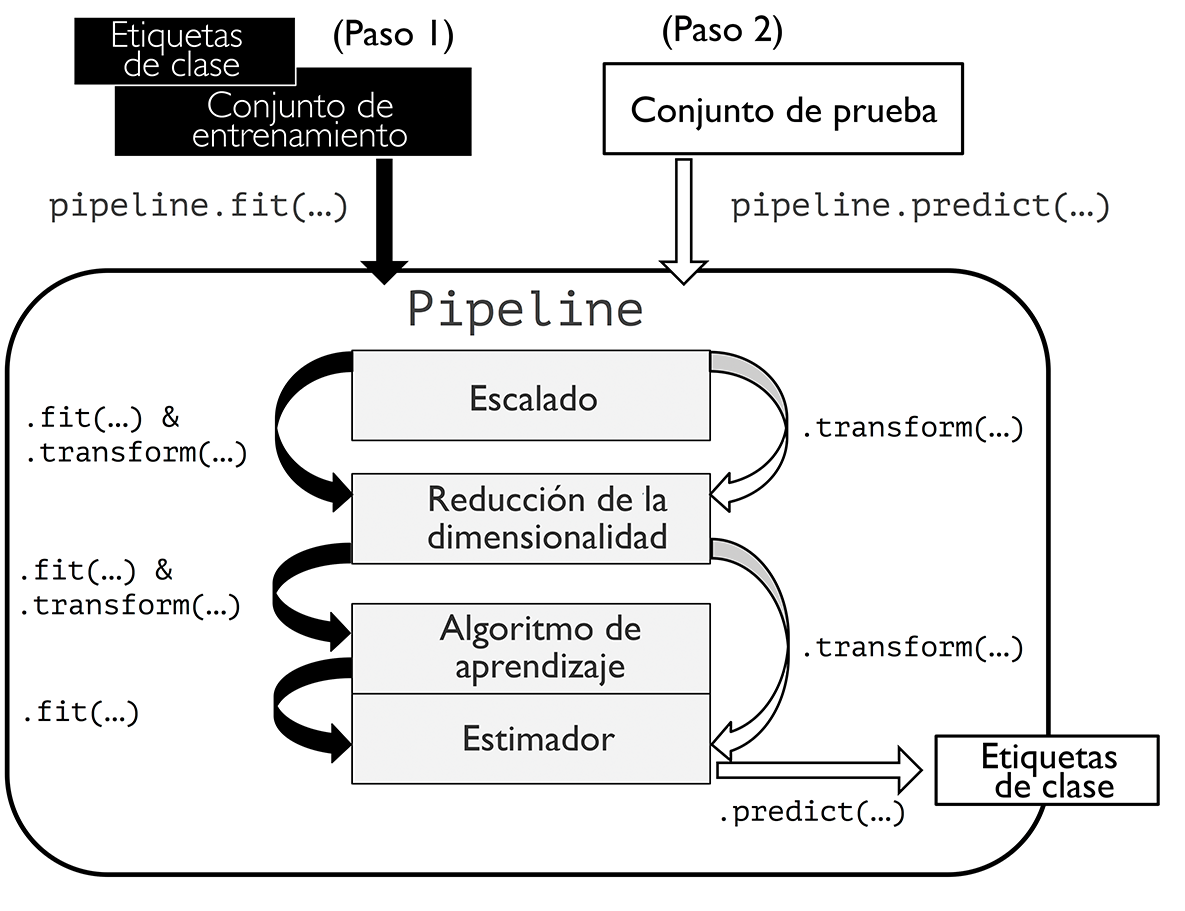 Etiquetas
de clase
(Paso 1)
Conjunto de
entrenamiento
(Paso 2)
Conjunto de prueba
pipeline.fit(…)
pipeline.predict(…)
Pipeline
Escalado
.fit(…) &
.transform(…)
.transform(…)
Reducción de la
dimensionalidad
.fit(…) &
.transform(…)
Algoritmo de
aprendizaje
.transform(…)
.fit(…)
Estimador
Etiquetas
de clase
.predict(…)